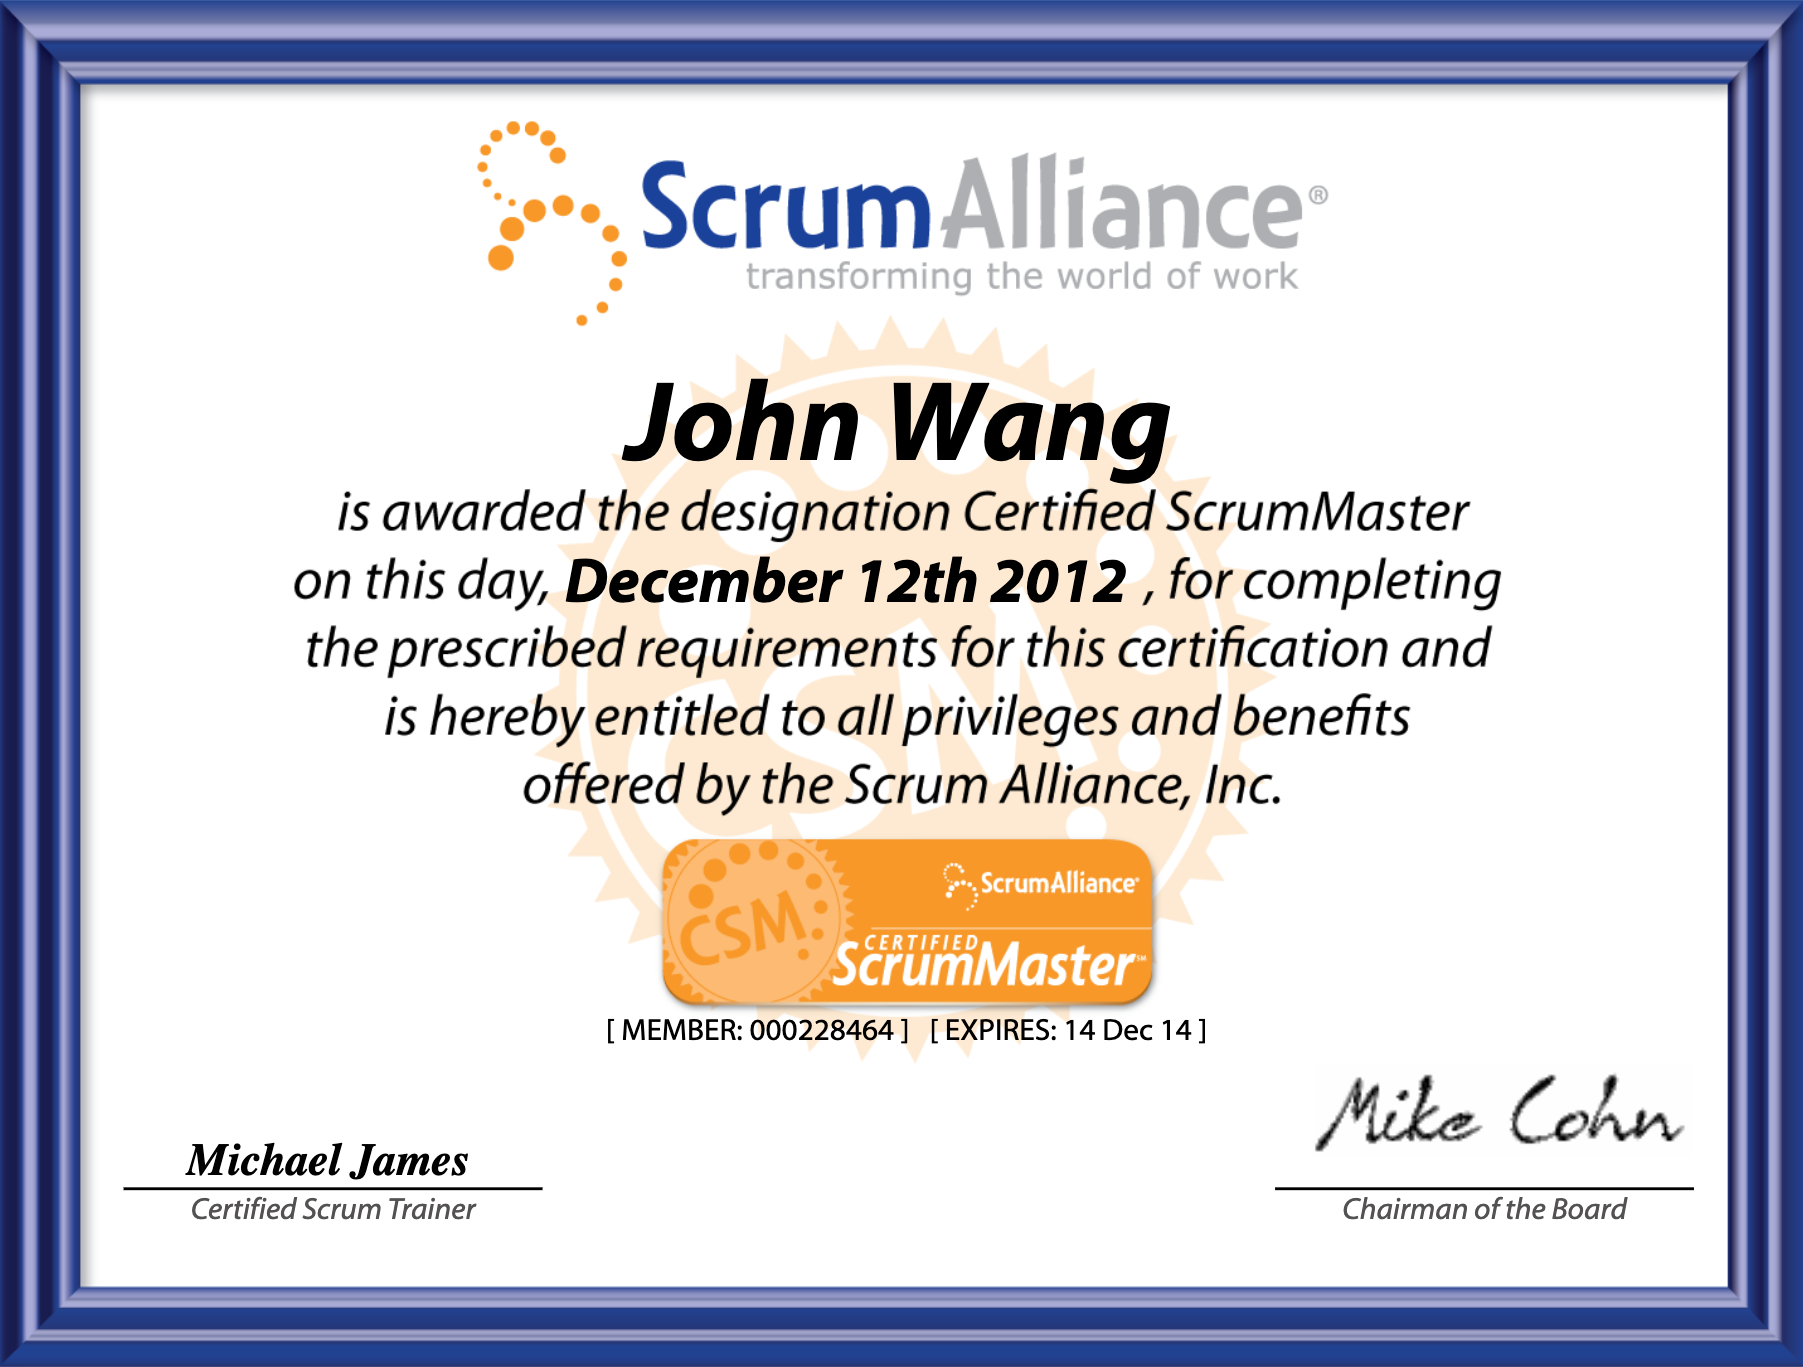 ScrumAlliance®
transforming the world of work
John Wang
is awarded the designation Certified ScrumMaster
on this day, December 12th 2012 , for completing
the prescribed requirements for this certification and
is hereby entitled to all privileges and benefits
offered by the Scrum Alliance, Inc.
CSM
ScrumAlliance®
CSM
CERTIFIED
ScrumMaster℠
[ MEMBER: 000228464 ] [ EXPIRES: 14 Dec 14 ]
Mike Cohn
Michael James
Certified Scrum Trainer
Chairman of the Board